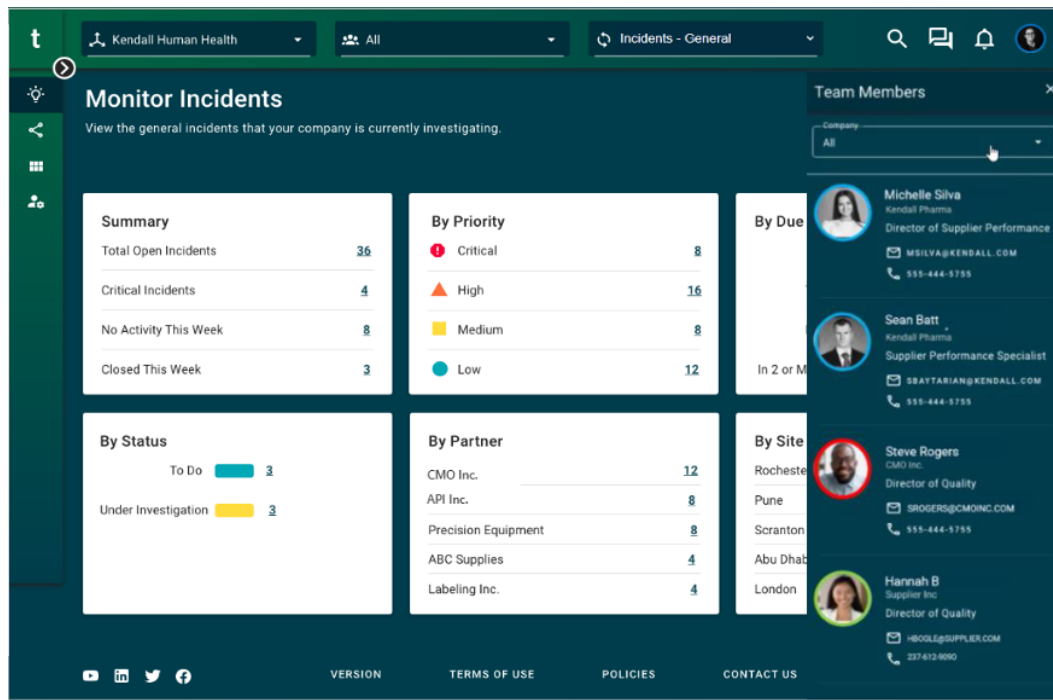 t
Kendall Human Health
All
Incidents - General
Monitor Incidents
View the general incidents that your company is currently investigating.
Summary
Total Open Incidents 36
Critical Incidents 4
No Activity This Week 8
Closed This Week 3
By Priority
Critical 8
High 16
Medium 8
Low 12
By Due
In 2 or M
By Status
To Do 3
Under Investigation 3
By Partner
CMO Inc. 12
API Inc. 8
Precision Equipment 8
ABC Supplies 4
Labeling Inc. 4
By Site
Rocheste
Pune
Scranton
Abu Dhab
London
Team Members
Company
All
Michelle Silva
Kendall Pharma
Director of Supplier Performance
MSILVA@KENDALL.COM
555-444-5755
Sean Batt
Kendall Pharma
Supplier Performance Specialist
SBAYTARIAN@KENDALL.COM
555-444-5755
Steve Rogers
CMO Inc.
Director of Quality
SROGERS@CMOINC.COM
555-444-5755
Hannah B
Supplier Inc
Director of Quality
HBOGLE@SUPPLIER.COM
237-612-9090
VERSION
TERMS OF USE
POLICIES
CONTACT US